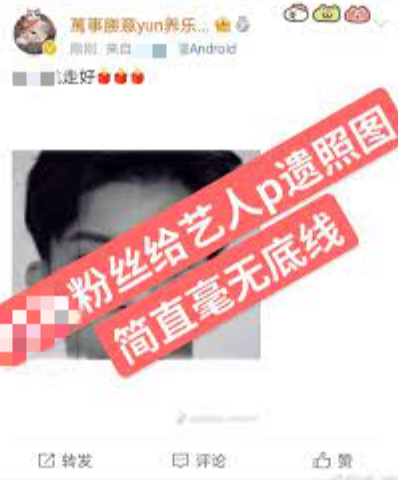 萬事勝意yun养乐...
刚刚 来自 Android
走好
粉丝给艺人p遗照图
简直毫无底线
转发
评论
赞